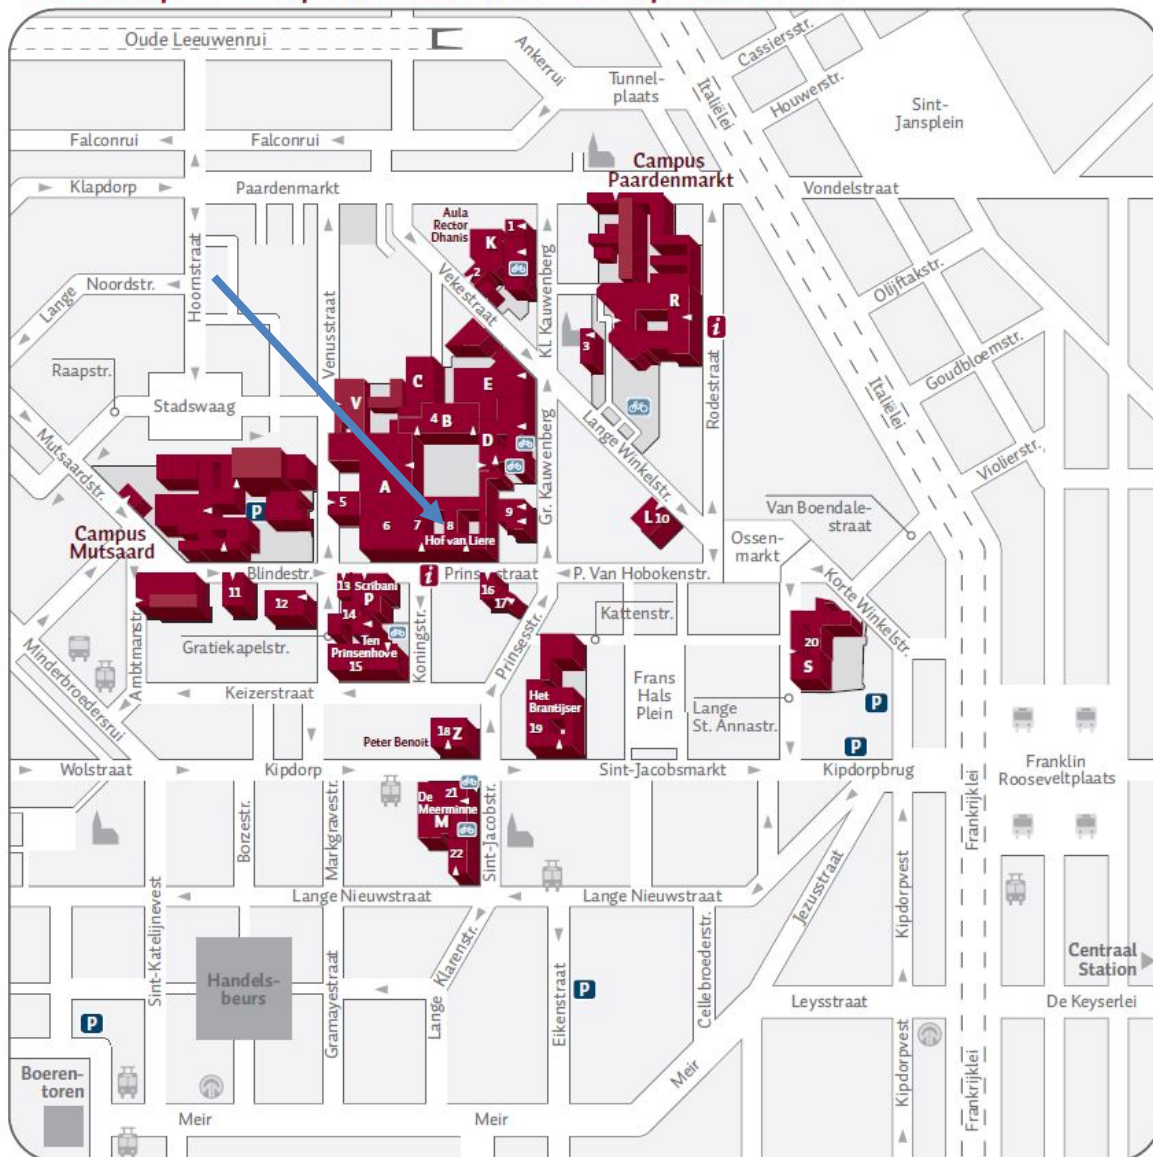 Oude Leeuwenrui
Ankerrui
Tunnel-
plaats
Italiëlei
Cassiersstr.
Houwerstr.
Sint-
Jansplein
Falconrui
Falconrui
Campus
Paardenmarkt
Klapdorp
Paardenmarkt
Vondelstraat
Aula
Rector
Dhanis
K
1
2
Hoornstraat
Noordstr.
Lange
Venusstraat
Vekestraat
Kl. Kauwenberg
R
3
Rodestraat
i
Olijftakstr.
Goudbloemstr.
Italiëlei
Violierstr.
Raapstr.
Stadswaag
Mutsaardstr.
V
C
4 B
E
D
A
5
6
7
8
Hof van Liere
9
Gr. Kauwenberg
Lange Winkelstr.
L 10
Van Boendale-
straat
Ossen-
markt
P
Campus
Mutsaard
Blindestr.
i
P. Van Hobokenstr.
Korte Winkelstr.
11
12
13 Scribani
P
14
Ten
Prinsenhove
15
16
17
Kattenstr.
Ambtmanstr.
Gratiekapelstr.
Koningstr.
Prinsesstr.
20
S
Minderbroedersrui
Keizerstraat
Het
Brantijser
19
Frans
Hals
Plein
Lange
St. Annastr.
P
P
Peter Benoit
18 Z
Wolstraat
Kipdorp
Sint-Jacobsmarkt
Kipdorpbrug
Franklin
Rooseveltplaats
Borzestr.
Markgravestr.
De
Meerminne
21
M
22
Sint-Jacobstr.
Frankrijklei
Jezusstraat
Kipdorpvest
Lange Nieuwstraat
Lange Nieuwstraat
Sint-Katelijnevest
Handels-
beurs
Gramayestraat
Lange Klarenstr.
Eikenstraat
P
Cellebroederstr.
Leysstraat
Centraal
Station
De Keyserlei
P
Boeren-
toren
Meir
Meir
Meir
Kipdorpvest
Frankrijklei